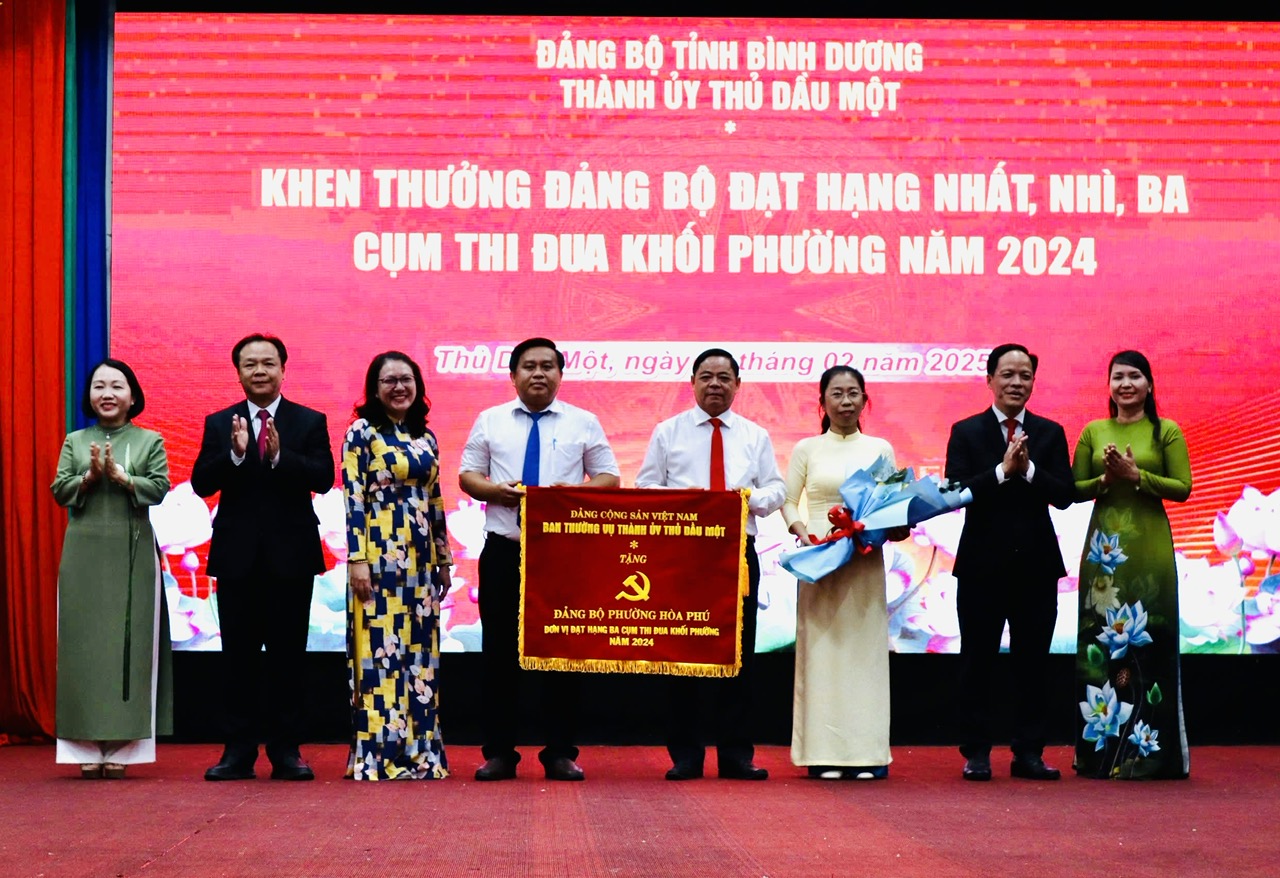 ĐẢNG BỘ TỈNH BÌNH DƯƠNG
THÀNH ỦY THỦ DẦU MỘT
*
KHEN THƯỞNG ĐẢNG BỘ ĐẠT HẠNG NHẤT, NHÌ, BA
CỤM THI ĐUA KHỐI PHƯỜNG NĂM 2024
Thủ Một, ngày tháng 02 năm 2025
ĐẢNG CỘNG SẢN VIỆT NAM
BAN THƯỜNG VỤ THÀNH ỦY THỦ DẦU MỘT
*
TẶNG
ĐẢNG BỘ PHƯỜNG HÒA PHÚ
ĐƠN VỊ ĐẠT HẠNG BA CỤM THI ĐUA KHỐI PHƯỜNG
NĂM 2024